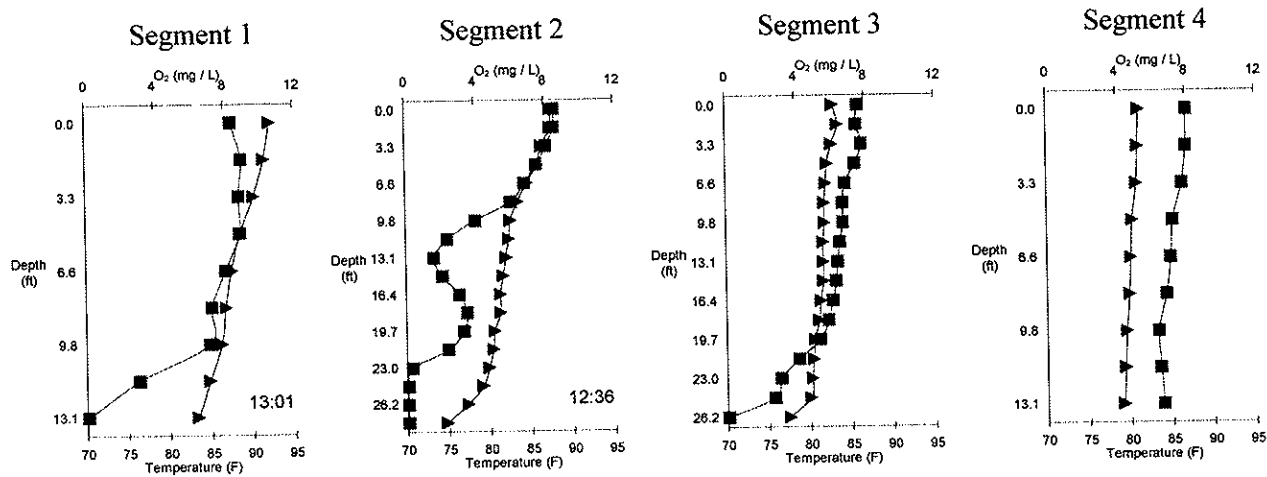 Segment 1
O₂ (mg / L)
0 4 8 12
Depth
(ft)
0.0
3.3
6.6
9.8
13.1
13:01
70 75 80 85 90 95
Temperature (F)
Segment 2
O₂ (mg / L)
0 4 8 12
Depth
(ft)
0.0
3.3
6.6
9.8
13.1
16.4
19.7
23.0
26.2
12:36
70 75 80 85 90 95
Temperature (F)
Segment 3
O₂ (mg / L)
0 4 8 12
Depth
(ft)
0.0
3.3
6.6
9.8
13.1
16.4
19.7
23.0
26.2
70 75 80 85 90 95
Temperature (F)
Segment 4
O₂ (mg / L)
0 4 8 12
Depth
(ft)
0.0
3.3
6.6
9.8
13.1
70 75 80 85 90 95
Temperature (F)